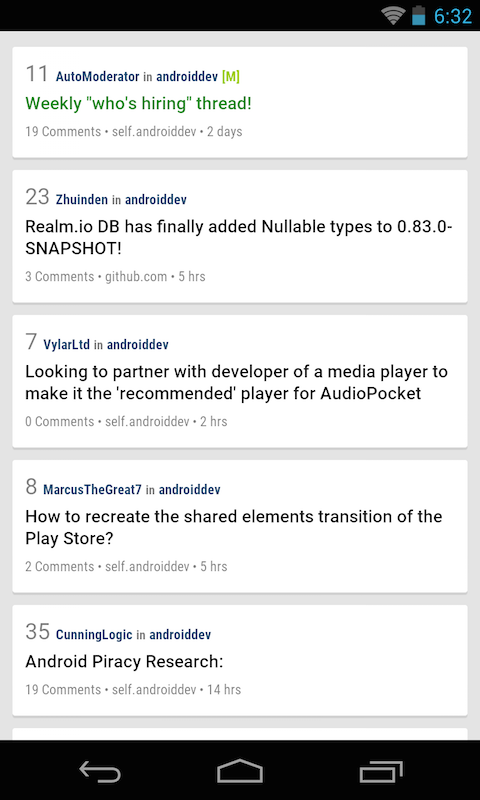 6:32
11 AutoModerator in androiddev [M]
Weekly "who's hiring" thread!
19 Comments • self.androiddev • 2 days
23 Zhuinden in androiddev
Realm.io DB has finally added Nullable types to 0.83.0-
SNAPSHOT!
3 Comments • github.com • 5 hrs
7 VylarLtd in androiddev
Looking to partner with developer of a media player to
make it the 'recommended' player for AudioPocket
0 Comments • self.androiddev • 2 hrs
8 MarcusTheGreat7 in androiddev
How to recreate the shared elements transition of the
Play Store?
2 Comments • self.androiddev • 5 hrs
35 CunningLogic in androiddev
Android Piracy Research:
19 Comments • self.androiddev • 14 hrs